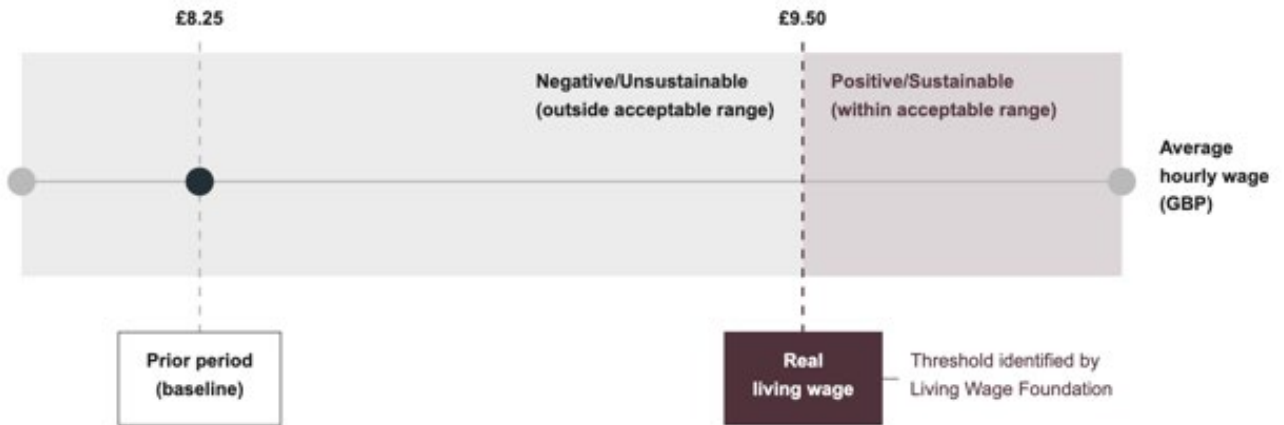 £8.25
£9.50
Negative/Unsustainable
(outside acceptable range)
Positive/Sustainable
(within acceptable range)
Average
hourly wage
(GBP)
Prior period
(baseline)
Real
living wage
Threshold identified by
Living Wage Foundation